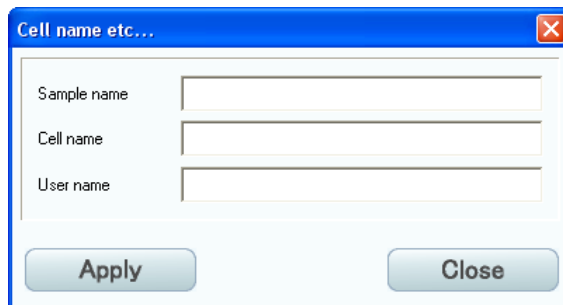 Cell name etc...
Sample name
Cell name
User name
Apply
Close